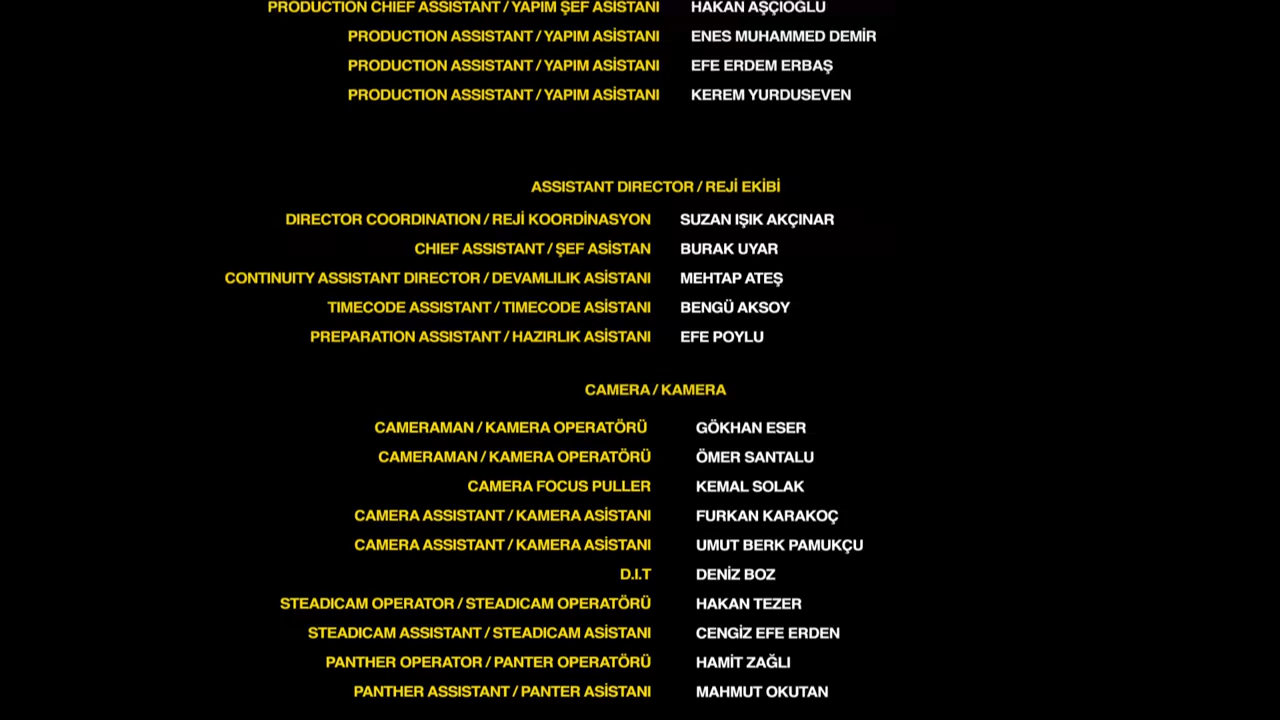 PRODUCTION CHIEF ASSISTANT / YAPIM ŞEF ASİSTANI HAKAN AŞÇIOĞLU
PRODUCTION ASSISTANT / YAPIM ASİSTANI ENES MUHAMMED DEMİR
PRODUCTION ASSISTANT / YAPIM ASİSTANI EFE ERDEM ERBAŞ
PRODUCTION ASSISTANT / YAPIM ASİSTANI KEREM YURDUSEVEN
ASSISTANT DIRECTOR / REJİ EKİBİ
DIRECTOR COORDINATION / REJİ KOORDİNASYON SUZAN IŞIK AKÇINAR
CHIEF ASSISTANT / ŞEF ASİSTAN BURAK UYAR
CONTINUITY ASSISTANT DIRECTOR / DEVAMLILIK ASİSTANI MEHTAP ATEŞ
TIMECODE ASSISTANT / TIMECODE ASİSTANI BENGÜ AKSOY
PREPARATION ASSISTANT / HAZIRLIK ASİSTANI EFE POYLU
CAMERA / KAMERA
CAMERAMAN / KAMERA OPERATÖRÜ GÖKHAN ESER
CAMERAMAN / KAMERA OPERATÖRÜ ÖMER SANTALU
CAMERA FOCUS PULLER KEMAL SOLAK
CAMERA ASSISTANT / KAMERA ASİSTANI FURKAN KARAKOÇ
CAMERA ASSISTANT / KAMERA ASİSTANI UMUT BERK PAMUKÇU
D.I.T DENİZ BOZ
STEADICAM OPERATOR / STEADICAM OPERATÖRÜ HAKAN TEZER
STEADICAM ASSISTANT / STEADICAM ASİSTANI CENGİZ EFE ERDEN
PANTHER OPERATOR / PANTER OPERATÖRÜ HAMİT ZAĞLI
PANTHER ASSISTANT / PANTER ASİSTANI MAHMUT OKUTAN